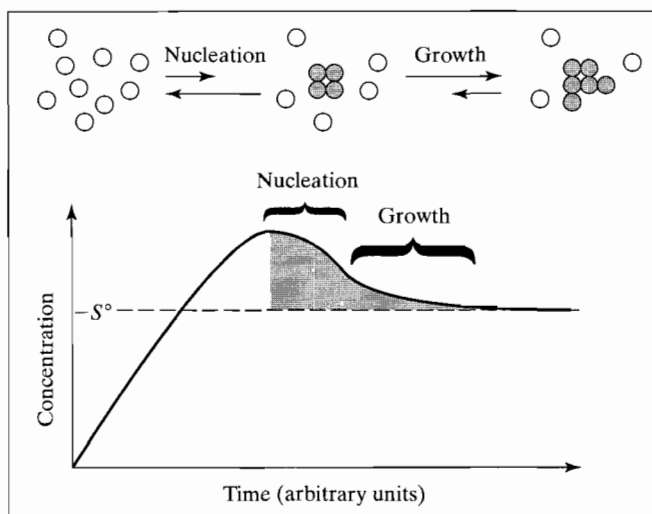 Nucleation
Growth
Nucleation
Growth
S°
Concentration
Time (arbitrary units)